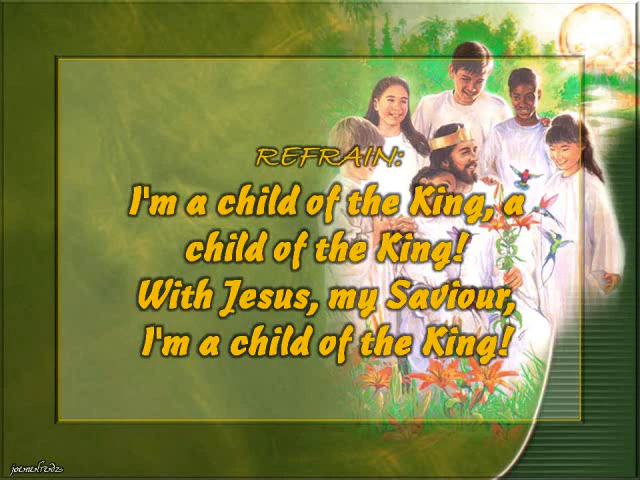 REFRAIN:
I'm a child of the King, a
child of the King!
With Jesus, my Saviour,
I'm a child of the King!